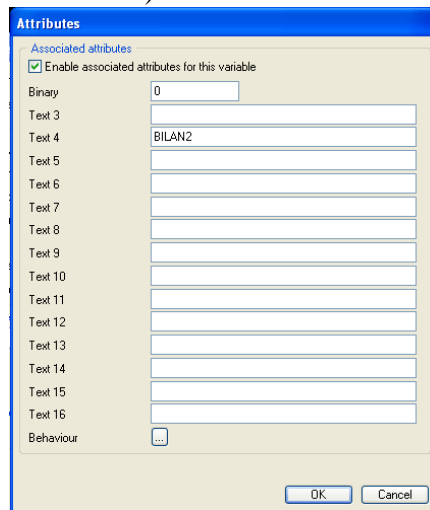 )
Attributes
Associated attributes
Enable associated attributes for this variable
Binary 0
Text 3
Text 4 BILAN2
Text 5
Text 6
Text 7
Text 8
Text 9
Text 10
Text 11
Text 12
Text 13
Text 14
Text 15
Text 16
Behaviour ...
OK Cancel